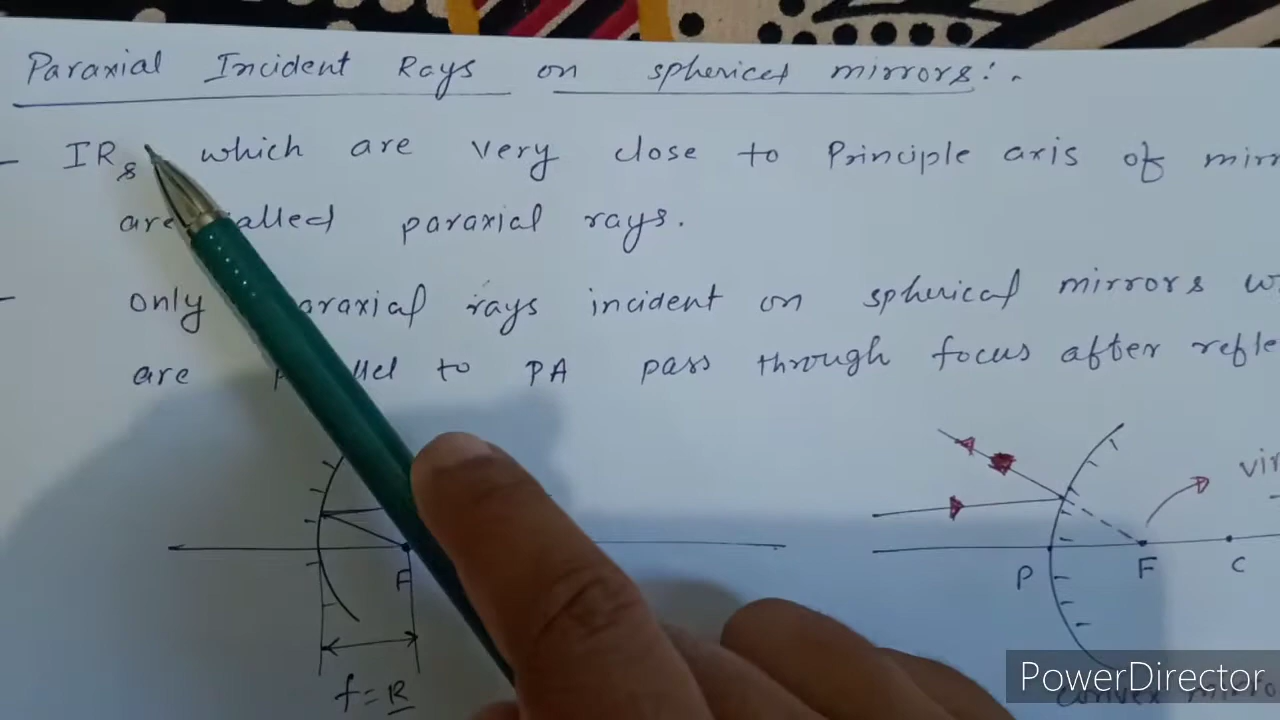 Paraxial Incident Rays on spherical mirrors:.
- IRs which are very close to Principle axis of
are called paraxial rays.
- only paraxial rays incident on spherical mirrors
are parallel to PA pass through focus after
P F C
F
f = R
PowerDirector